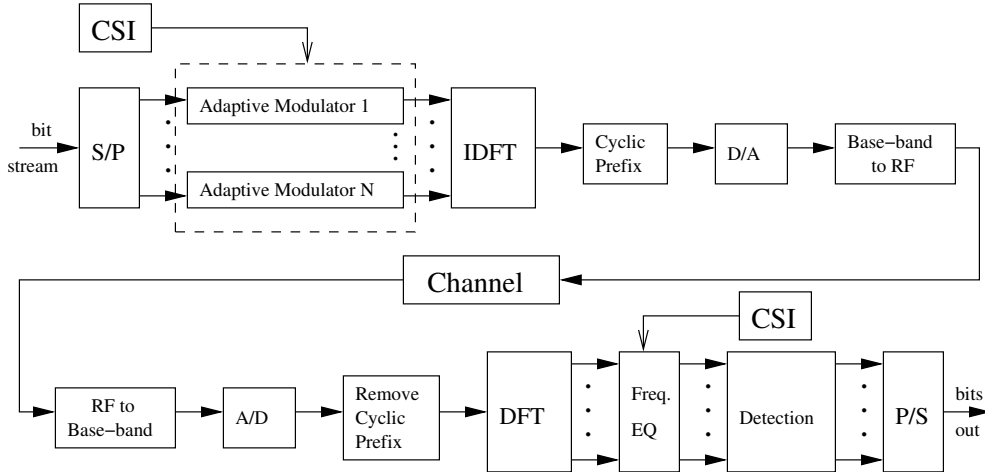 CSI
bit
stream
S/P
Adaptive Modulator 1
Adaptive Modulator N
IDFT
Cyclic
Prefix
D/A
Base−band
to RF
Channel
CSI
RF to
Base−band
A/D
Remove
Cyclic
Prefix
DFT
Freq.
EQ
Detection
P/S
bits
out